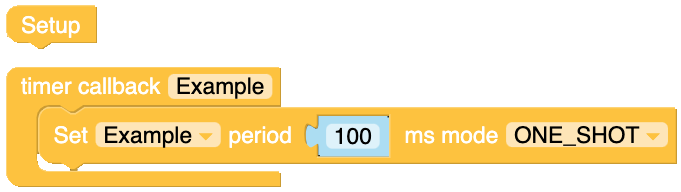 Setup
timer callback Example
Set Example period 100 ms mode ONE_SHOT